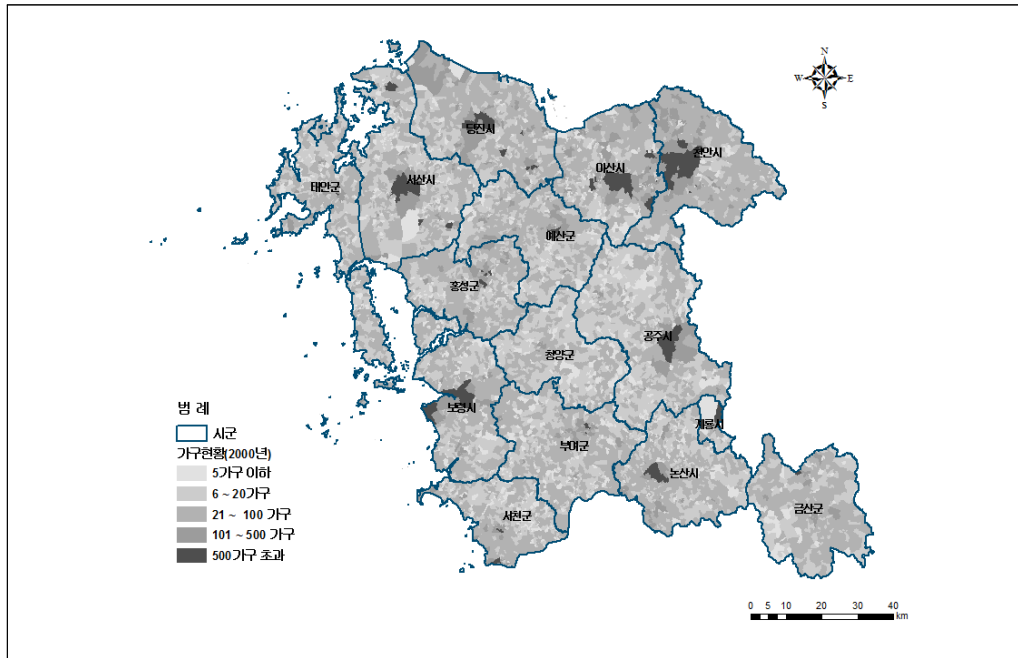 N
W E
S
당진시
천안시
아산시
서산시
태안군
예산군
홍성군
공주시
청양군
보령시
계룡시
부여군
논산시
금산군
서천군
범 례
시군
가구현황(2000년)
5가구 이하
6 ~ 20가구
21 ~ 100 가구
101 ~ 500 가구
500가구 초과
0 5 10 20 30 40
km